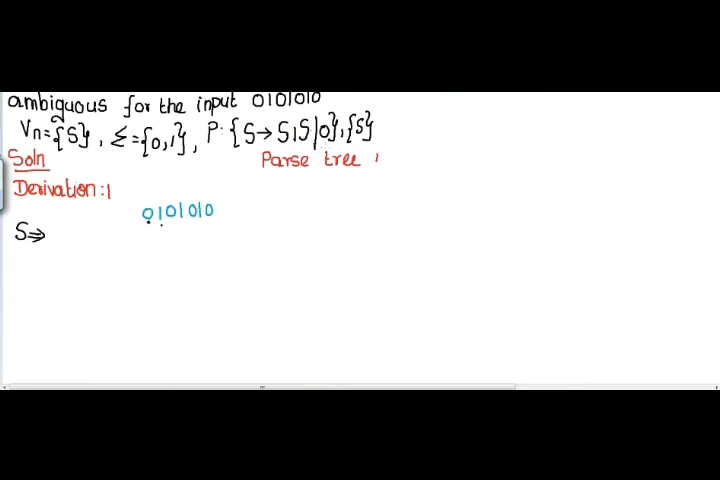 ambiguous for the input 0101010
Vn={S}, Σ={0,1}, P:{S→S1S|0},{S}
Soln
Parse tree 1
Derivation:1
0101010
S⇒